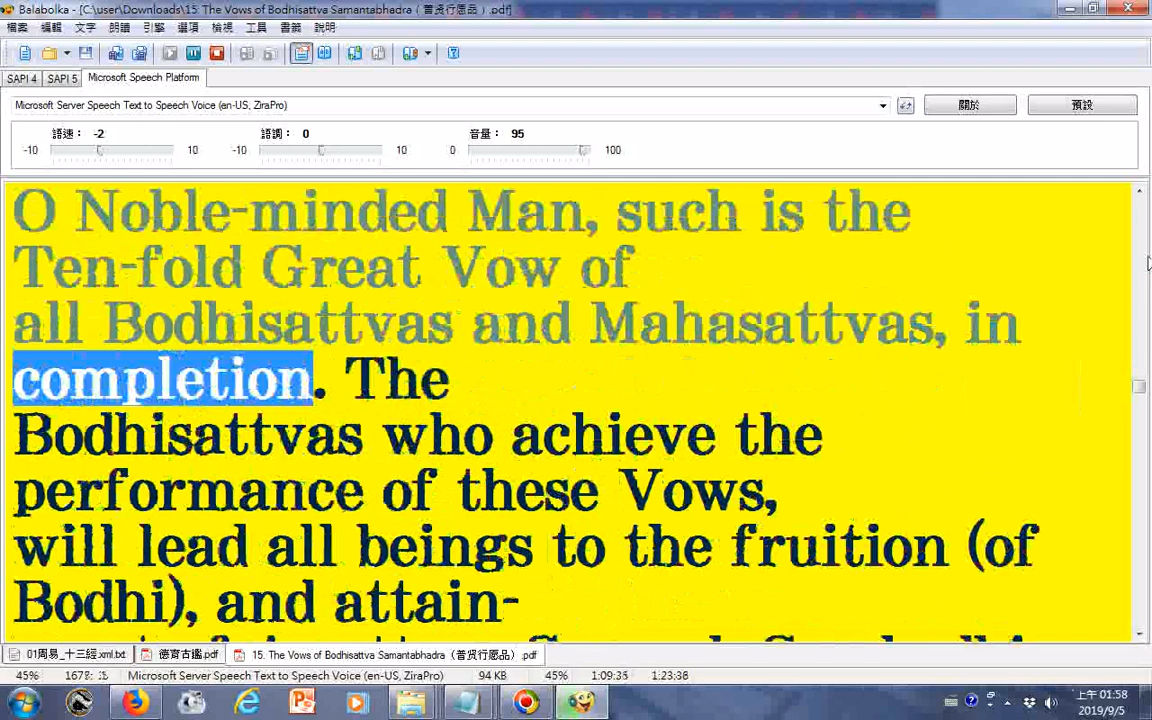 Balabolka - [C:\user\Downloads\15. The Vows of Bodhisattva Samantabhadra (普贤行愿品) .pdf]
檔案 編輯 文字 朗讀 引擎 選項 檢視 工具 書籤 說明
SAPI 4 SAPI 5 Microsoft Speech Platform
Microsoft Server Speech Text to Speech Voice (en-US, ZiraPro) 關於 預設
語速： -2 語調： 0 音量： 95
-10 10 -10 10 0 100
O Noble-minded Man, such is the
Ten-fold Great Vow of
all Bodhisattvas and Mahasattvas, in
completion. The
Bodhisattvas who achieve the
performance of these Vows,
will lead all beings to the fruition (of
Bodhi), and attain-
01周易_十三經.xml.txt 德育古鑑.pdf 15. The Vows of Bodhisattva Samantabhadra (普贤行愿品) .pdf
45% Microsoft Server Speech Text to Speech Voice (en-US, ZiraPro) 94 KB 45% 1:09:35 1:23:38
上午 01:58
2019/9/5